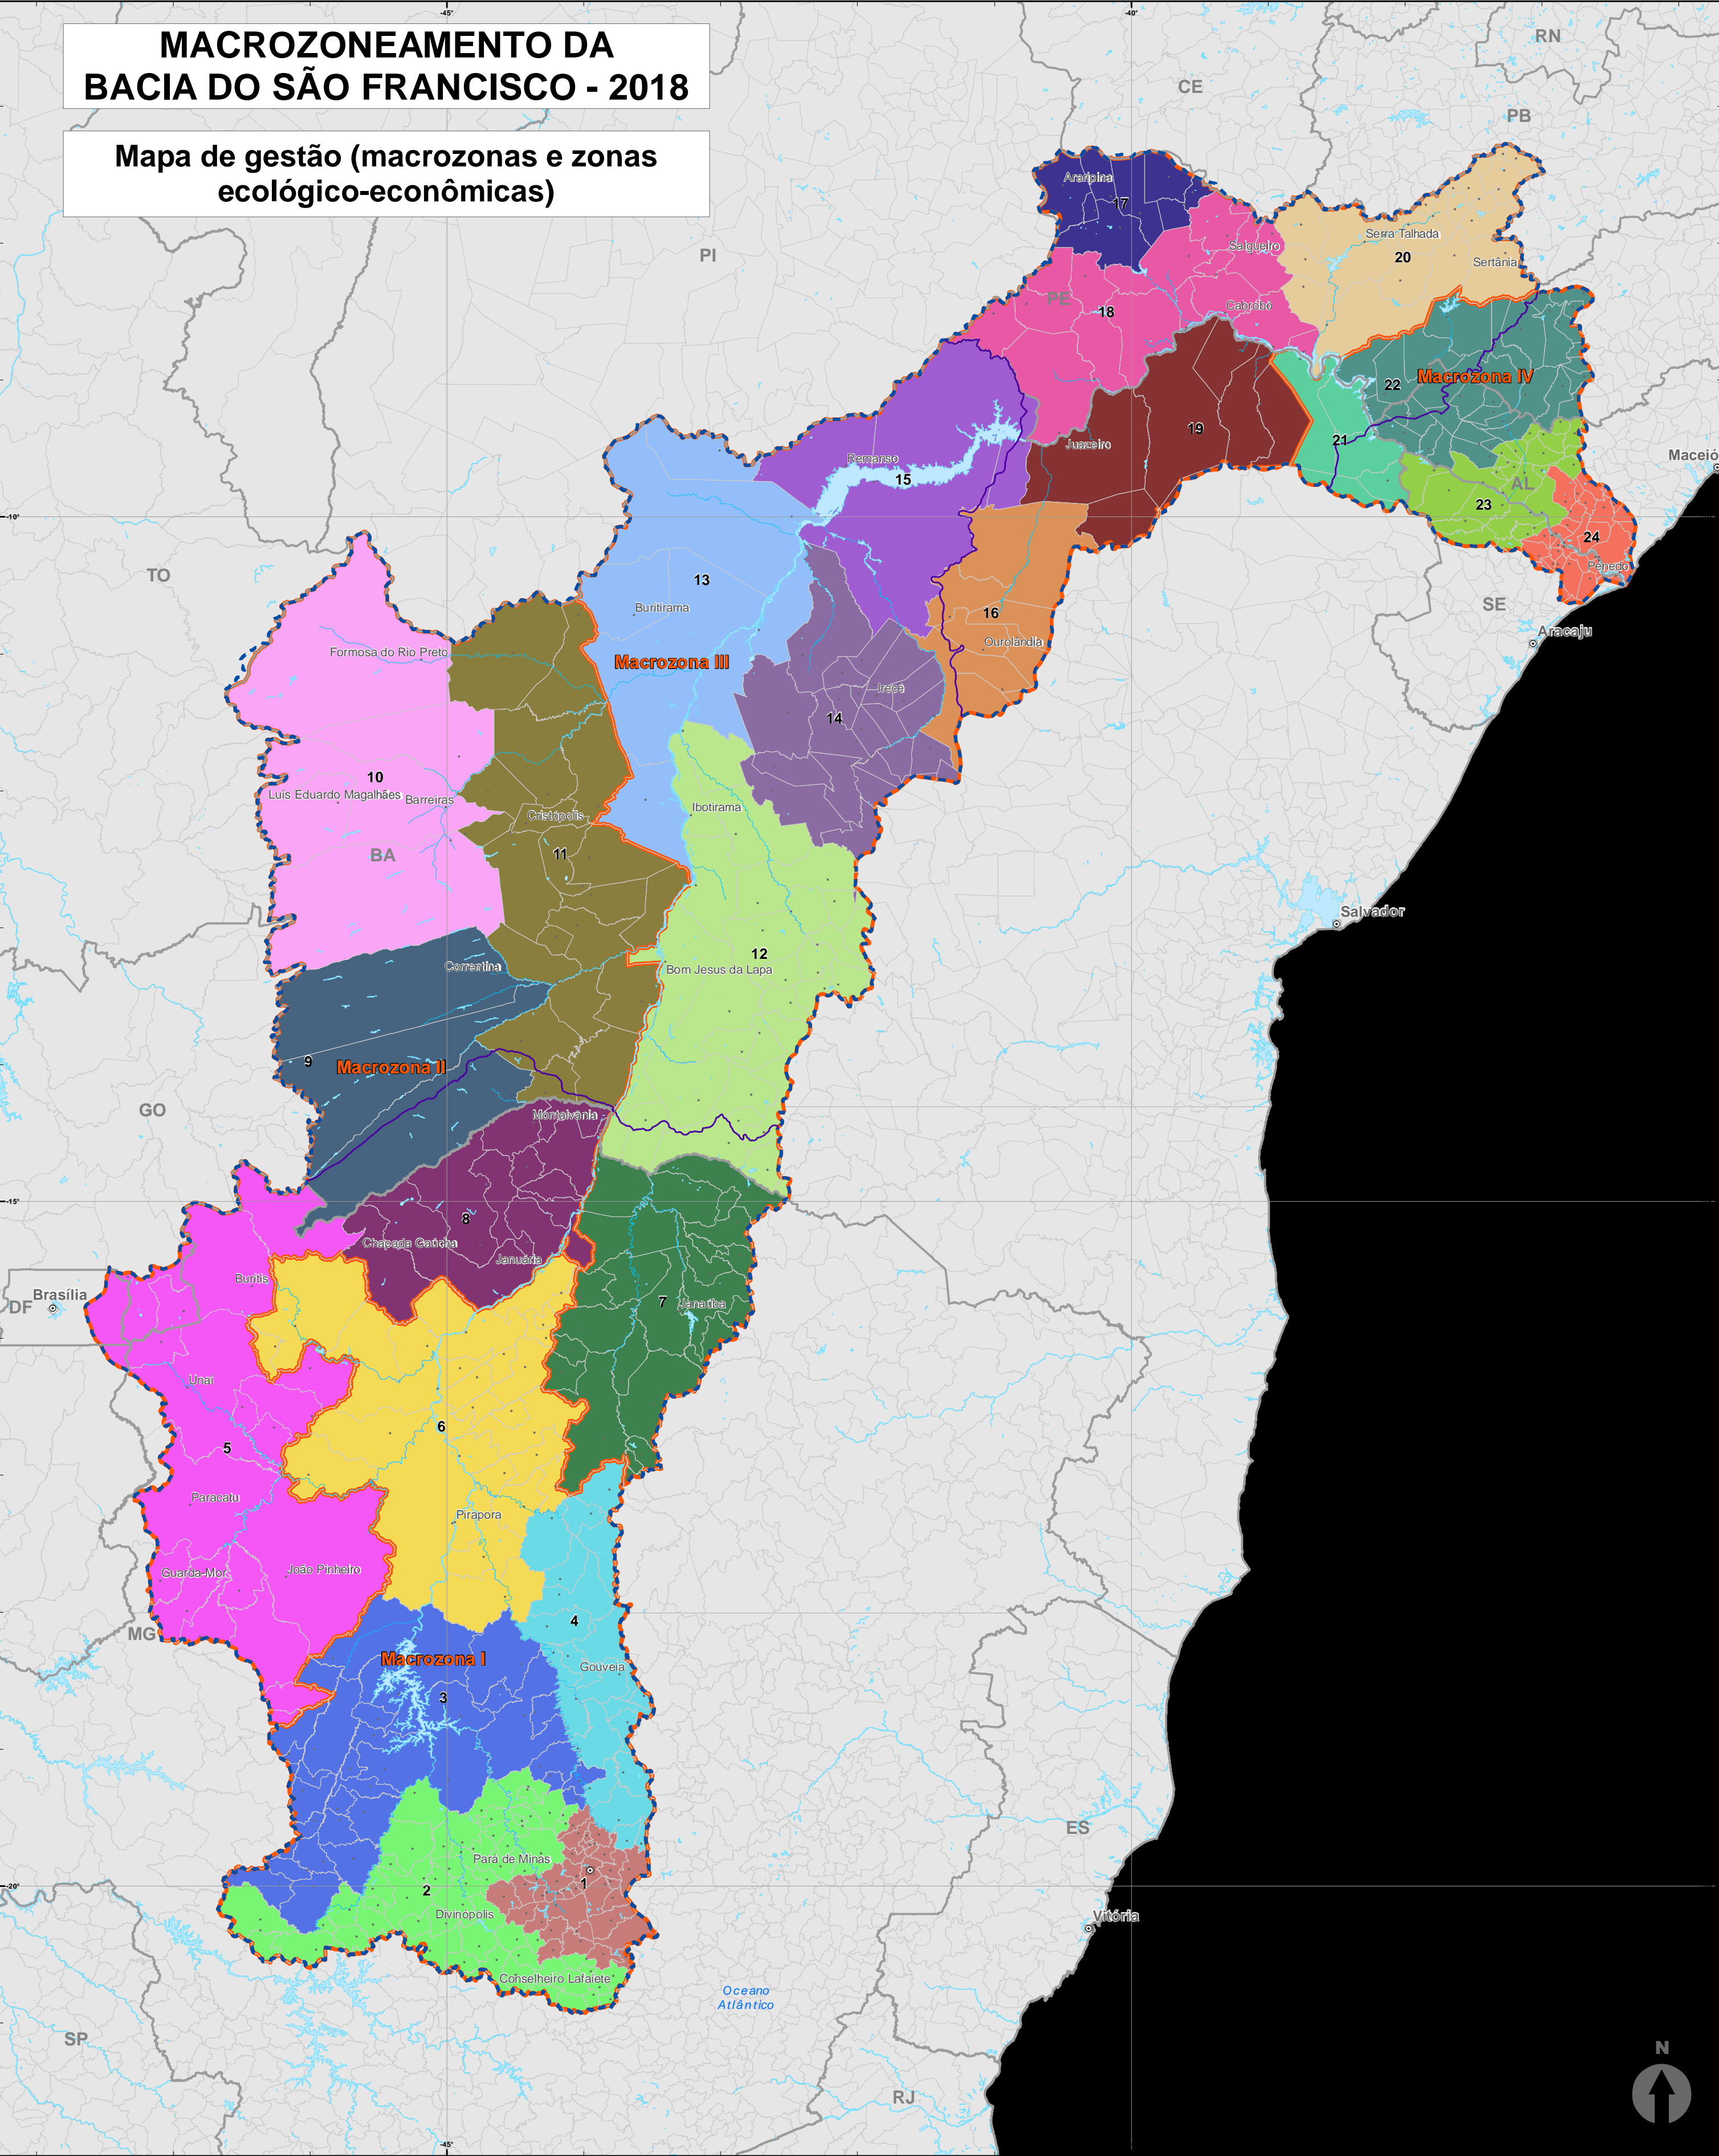 -45°
-40°
MACROZONEAMENTO DA
BACIA DO SÃO FRANCISCO - 2018
Mapa de gestão (macrozonas e zonas
ecológico-econômicas)
RN
CE
PB
PI
Araripina
17
Salgueiro
Serra Talhada
20
Sertânia
PE
18
Cabrobó
22
Macrozona IV
19
Juazeiro
21
Remanso
15
Maceió
AL
23
-10°
24
Penedo
TO
13
Buritirama
16
Ourolândia
SE
Aracaju
Formosa do Rio Preto
Macrozona III
Irecê
14
10
Luís Eduardo Magalhães
Barreiras
Ibotirama
Cristópolis
BA
11
Salvador
12
Correntina
Bom Jesus da Lapa
9
Macrozona II
GO
Montalvânia
-15°
8
Chapada Gaúcha
Januária
Buritis
Brasília
DF
7
Janaúba
Unaí
6
5
Paracatu
Pirapora
Guarda-Mor
João Pinheiro
MG
4
Macrozona I
Gouveia
3
ES
Pará de Minas
1
-20°
2
Divinópolis
Vitória
Conselheiro Lafaiete
Oceano
Atlântico
SP
N
RJ
-45°